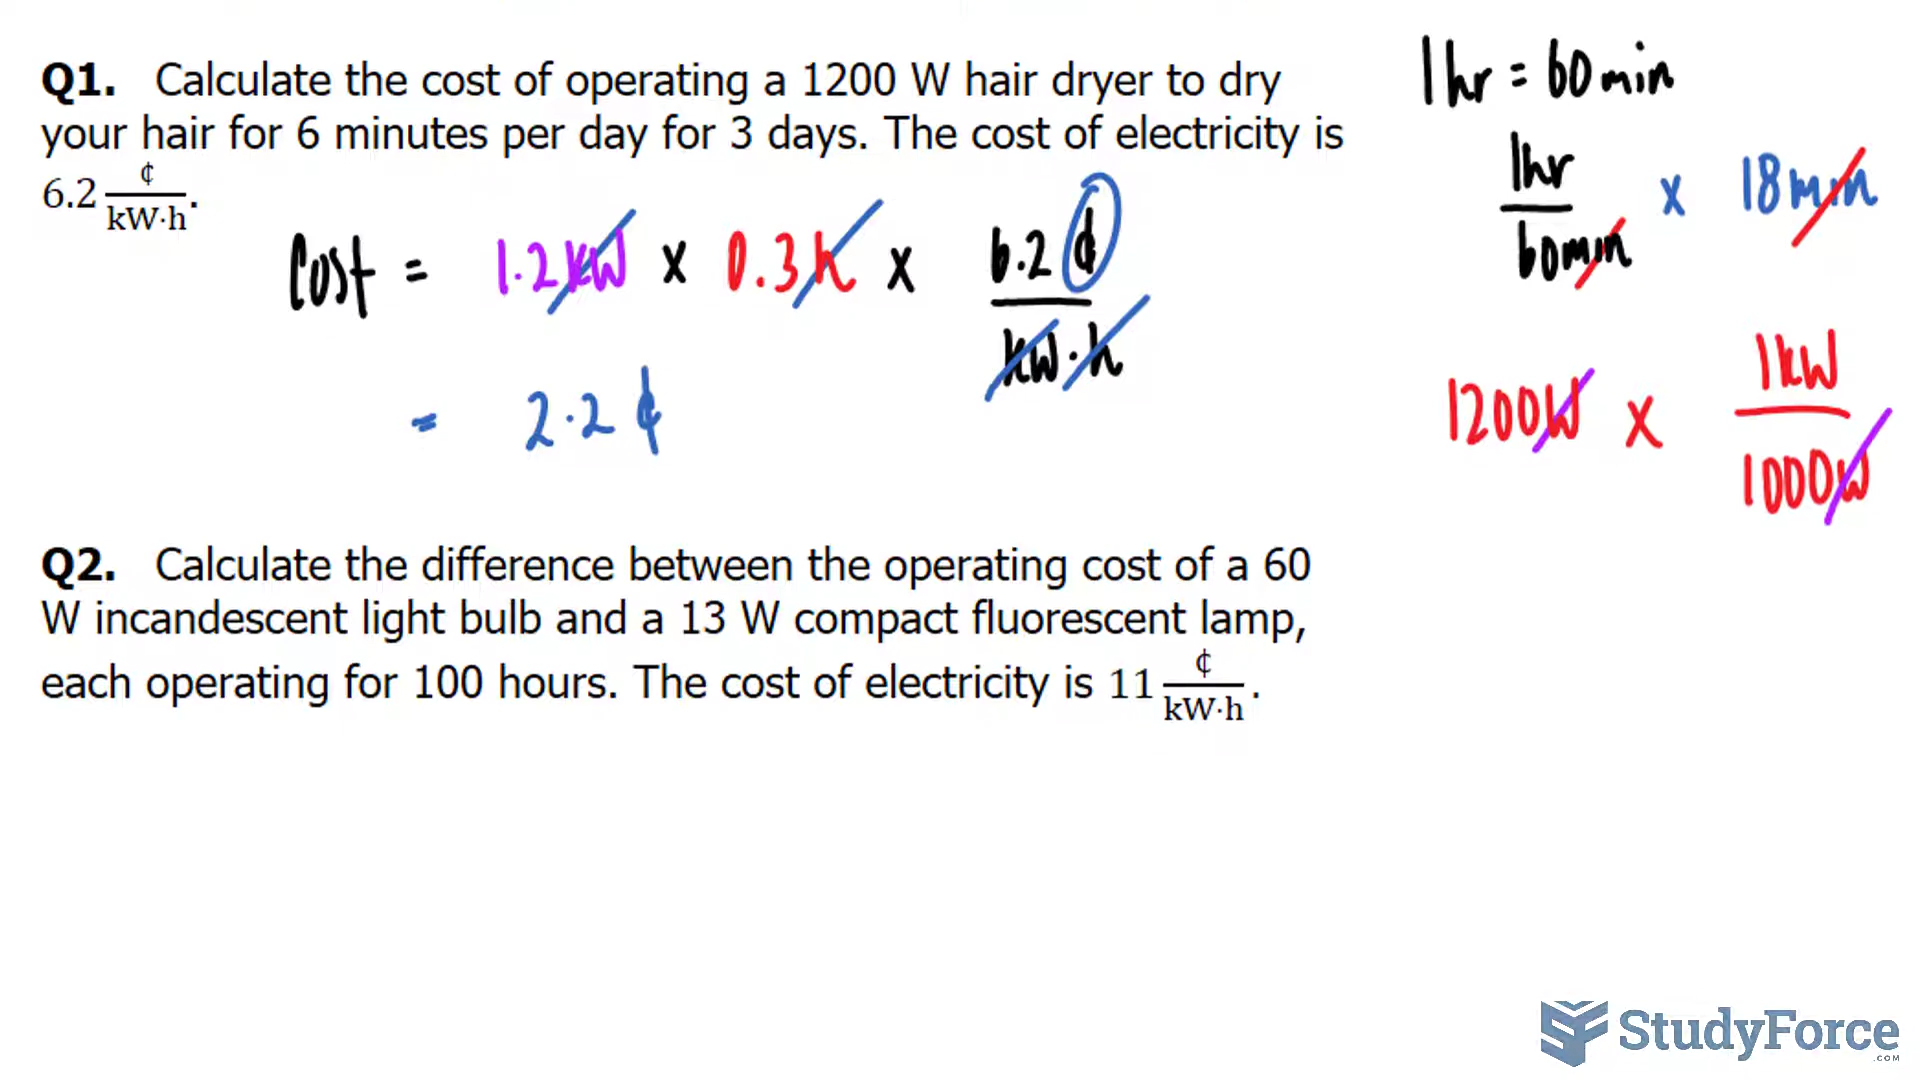 Q1. Calculate the cost of operating a 1200 W hair dryer to dry
your hair for 6 minutes per day for 3 days. The cost of electricity is
6.2 ¢/kW·h.
Cost = 1.2kW x 0.3h x 6.2¢/kW·h
= 2.2¢
1hr = 60min
1hr/60min x 18min
1200W x 1kW/1000W
Q2. Calculate the difference between the operating cost of a 60
W incandescent light bulb and a 13 W compact fluorescent lamp,
each operating for 100 hours. The cost of electricity is 11 ¢/kW·h.
StudyForce
.COM